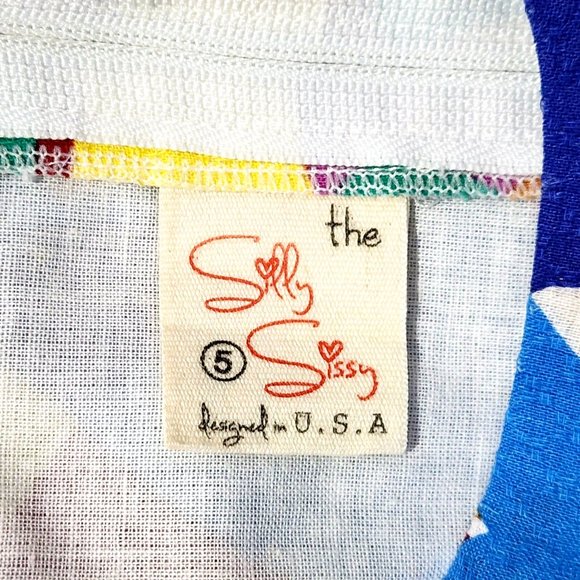 the
Silly
5 Sissy
designed in U.S.A